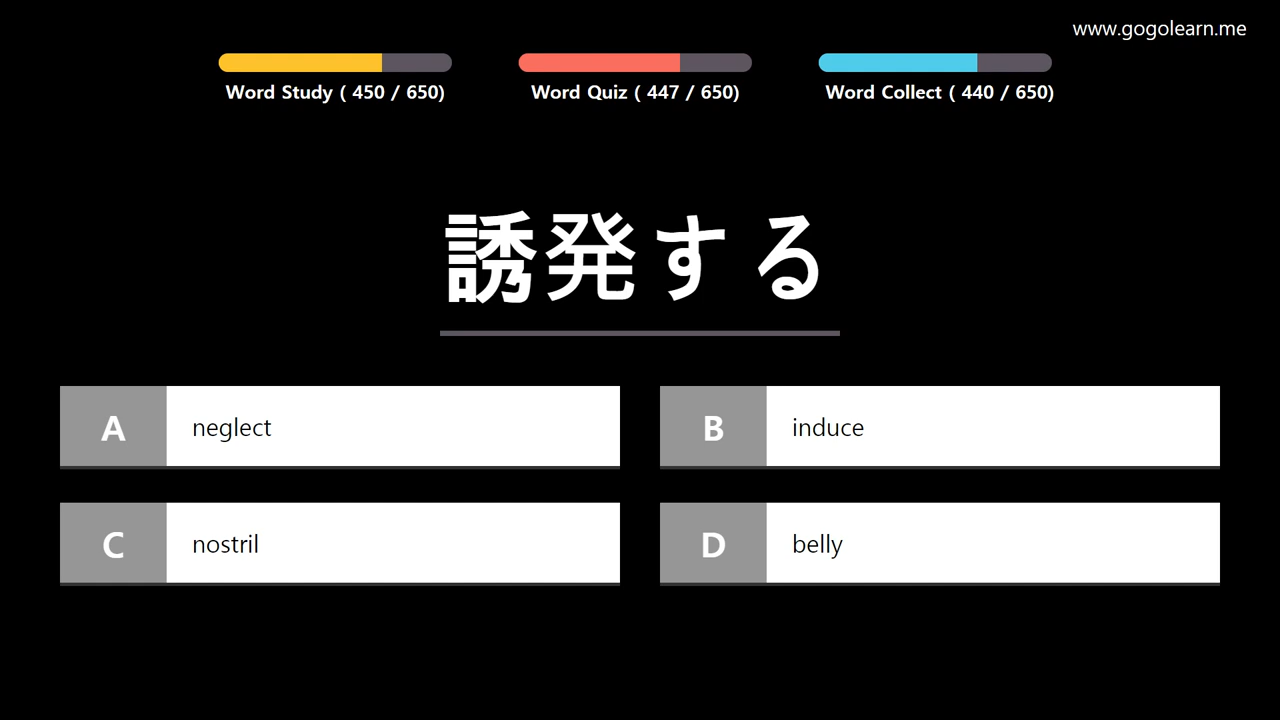 www.gogolearn.me
Word Study ( 450 / 650)
Word Quiz ( 447 / 650)
Word Collect ( 440 / 650)
誘発する
A neglect
B induce
C nostril
D belly